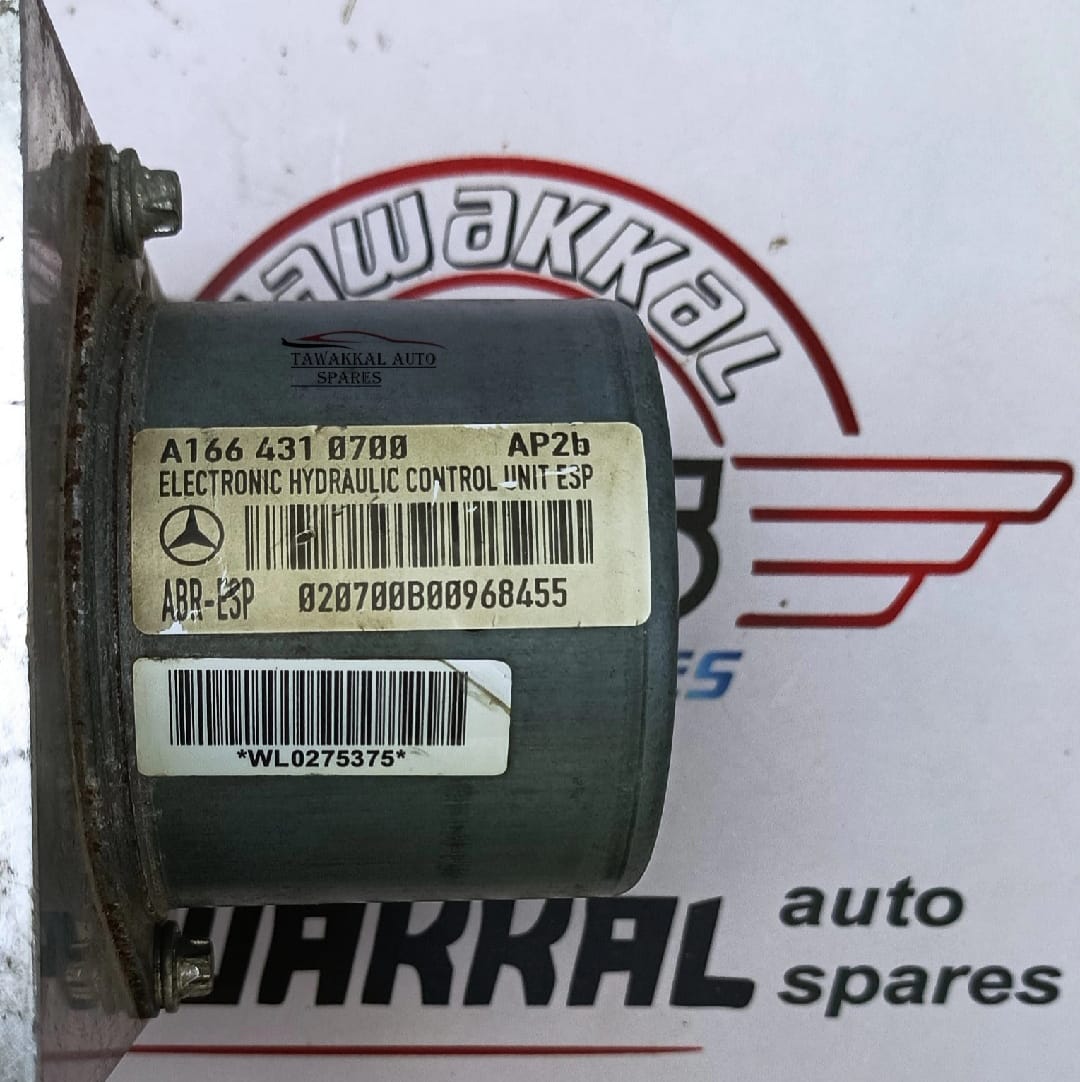 TAWAKKAL AUTO
SPARES
A166 431 0700 AP2b
ELECTRONIC HYDRAULIC CONTROL UNIT ESP
ABR-ESP 020700B00968455
*WL0275375*
auto
spares